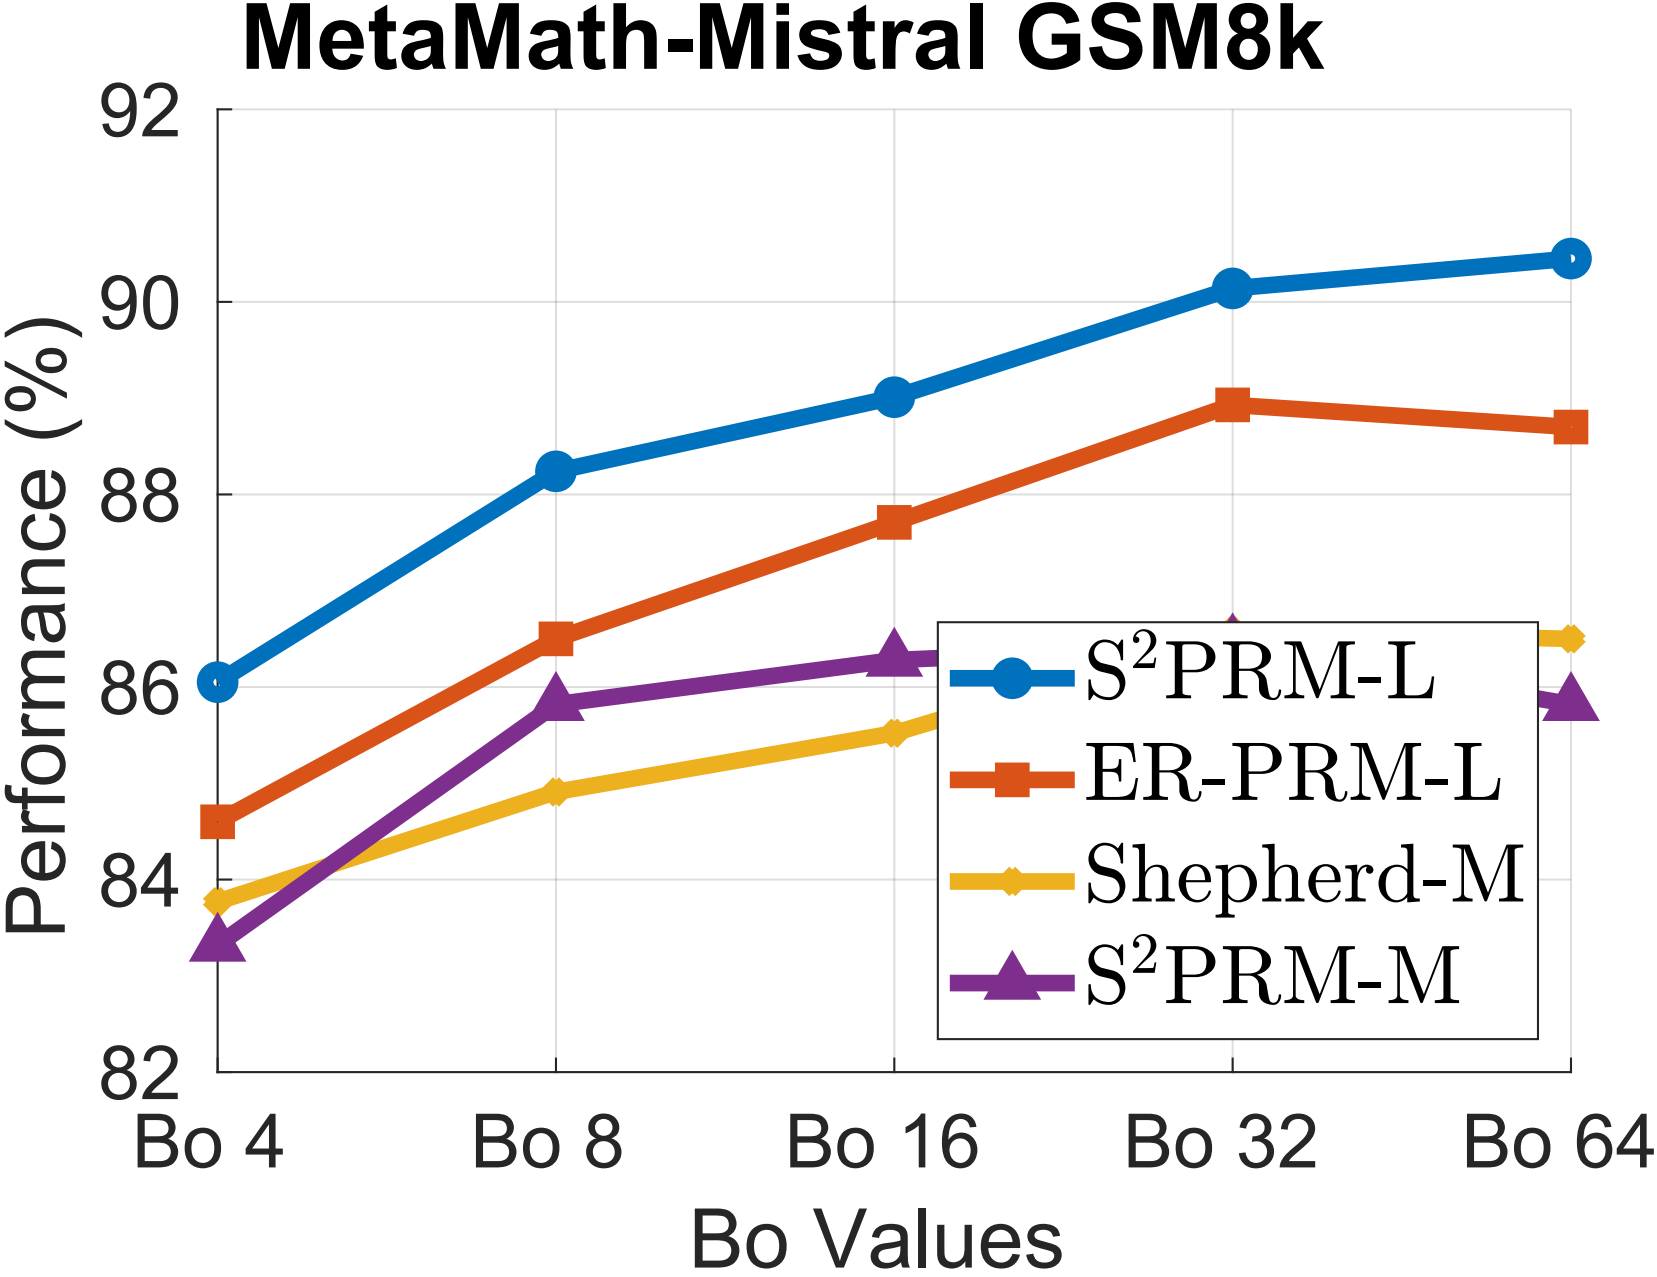 MetaMath-Mistral GSM8k
92
90
88
86
84
82
Performance (%)
S²PRM-L
ER-PRM-L
Shepherd-M
S²PRM-M
Bo 4 Bo 8 Bo 16 Bo 32 Bo 64
Bo Values